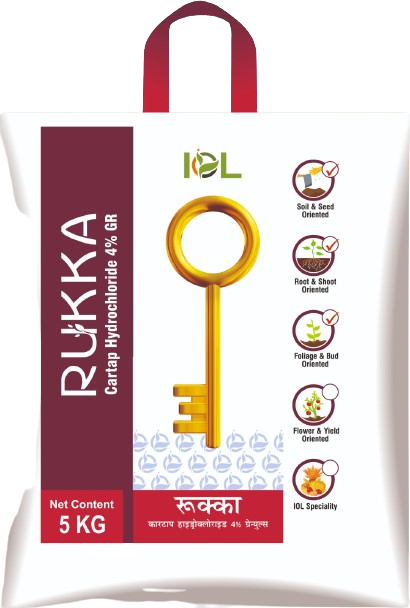 IOL
RUKKA
Cartap Hydrochloride 4% GR
Soil & Seed
Oriented
Root & Shoot
Oriented
Foliage & Bud
Oriented
Flower & Yield
Oriented
IOL Speciality
Net Content
5 KG
रूक्का
कारटाप हाइड्रोक्लोराइड 4% ग्रेन्युल्स